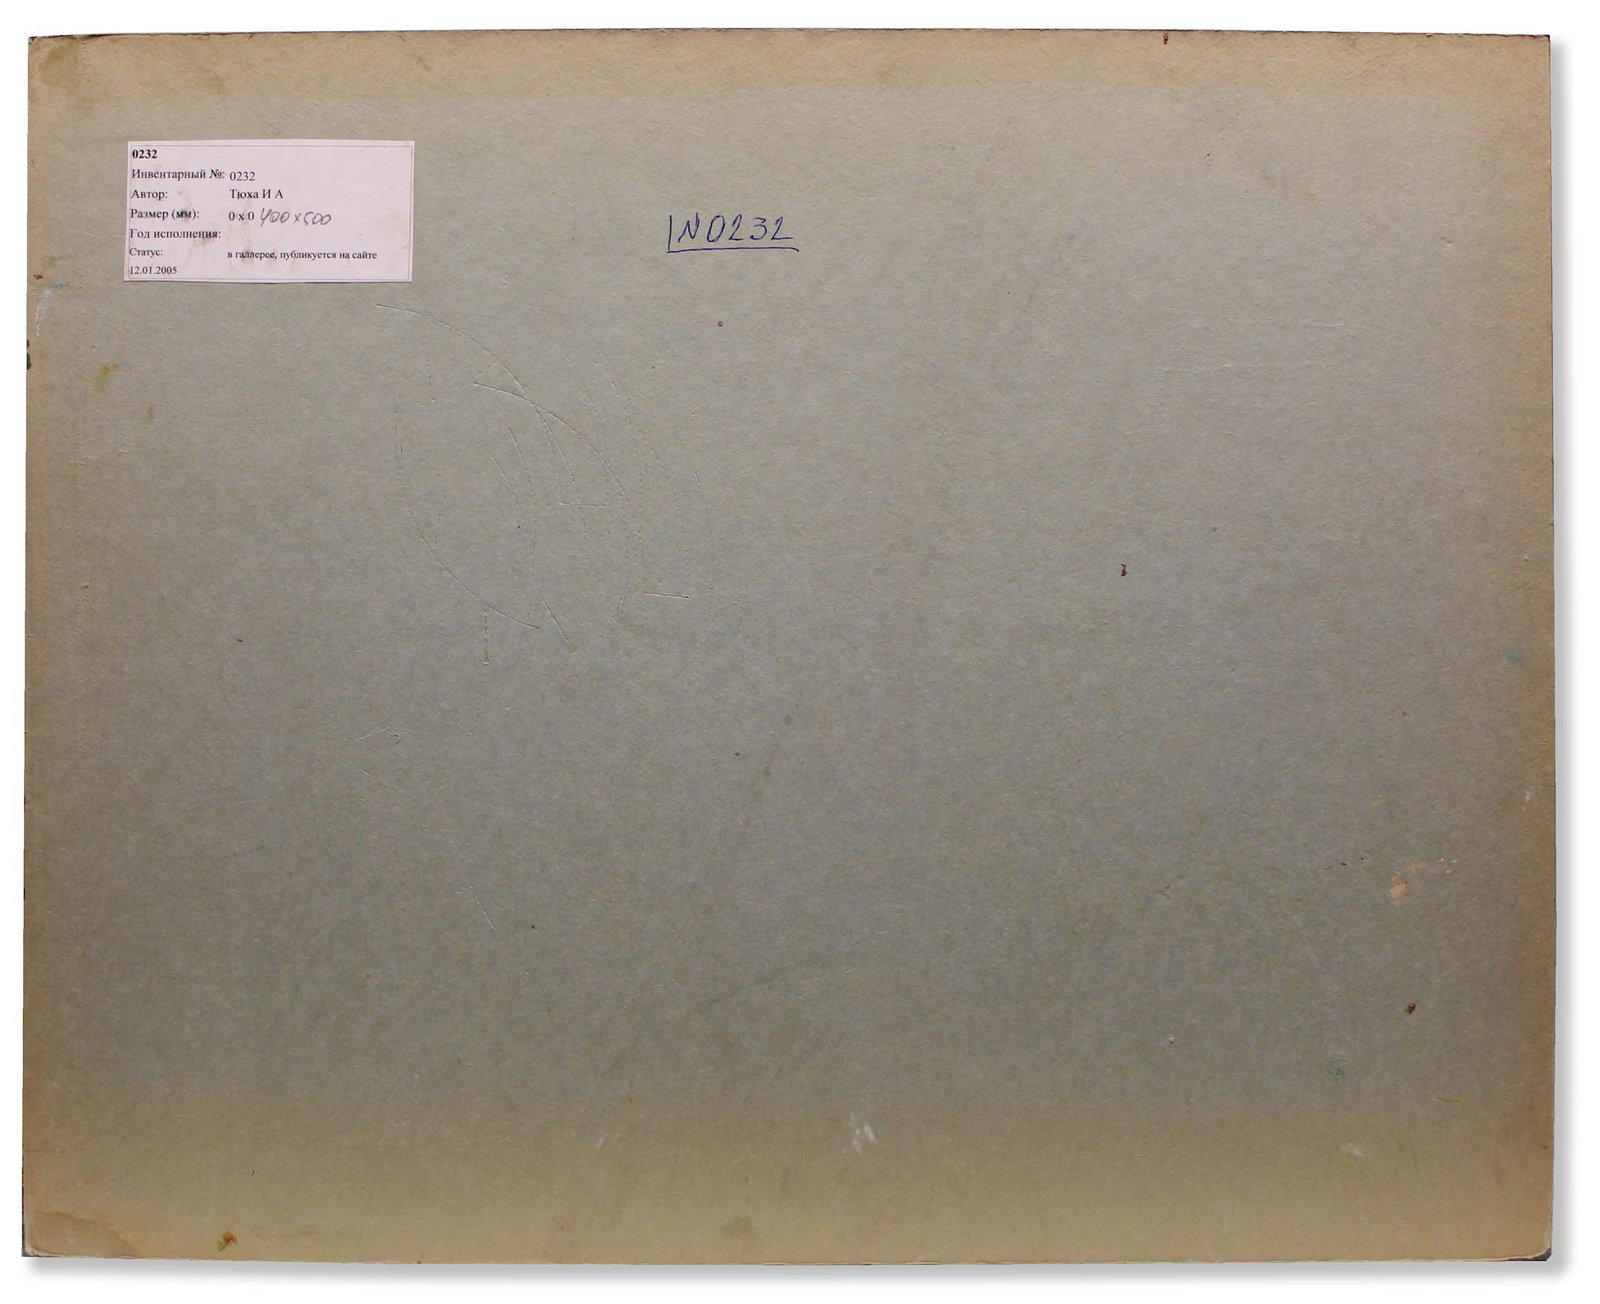 0232
Инвентарный №: 0232
Автор: Тюха И А
Размер (мм): 0 x 0 400x500
Год исполнения:
Статус: в галлерее, публикуется на сайте
12.01.2005
N0232